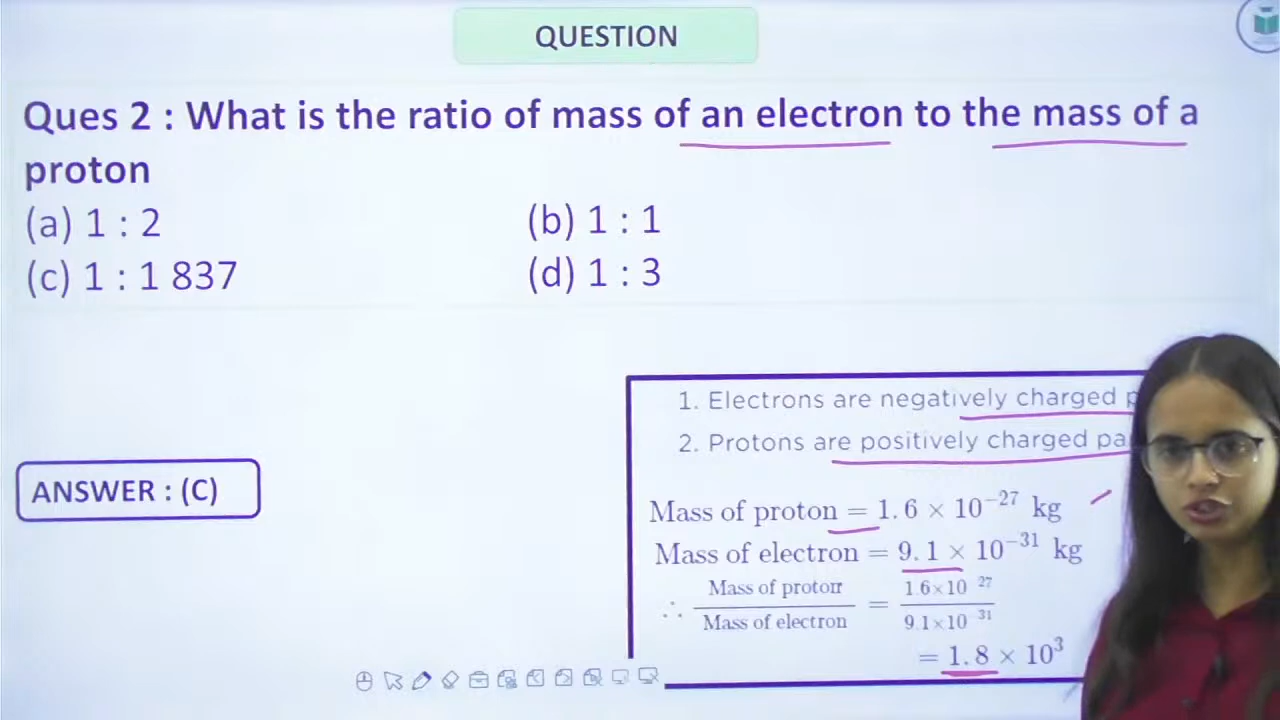 QUESTION
Ques 2 : What is the ratio of mass of an electron to the mass of a
proton
(a) 1 : 2
(b) 1 : 1
(c) 1 : 1 837
(d) 1 : 3
1. Electrons are negatively charged
2. Protons are positively charged
ANSWER : (C)
Mass of proton = 1.6 × 10⁻²⁷ kg
Mass of electron = 9.1 × 10⁻³¹ kg
∴ Mass of proton / Mass of electron = 1.6×10 ²⁷ / 9.1×10 ³¹
= 1.8 × 10³